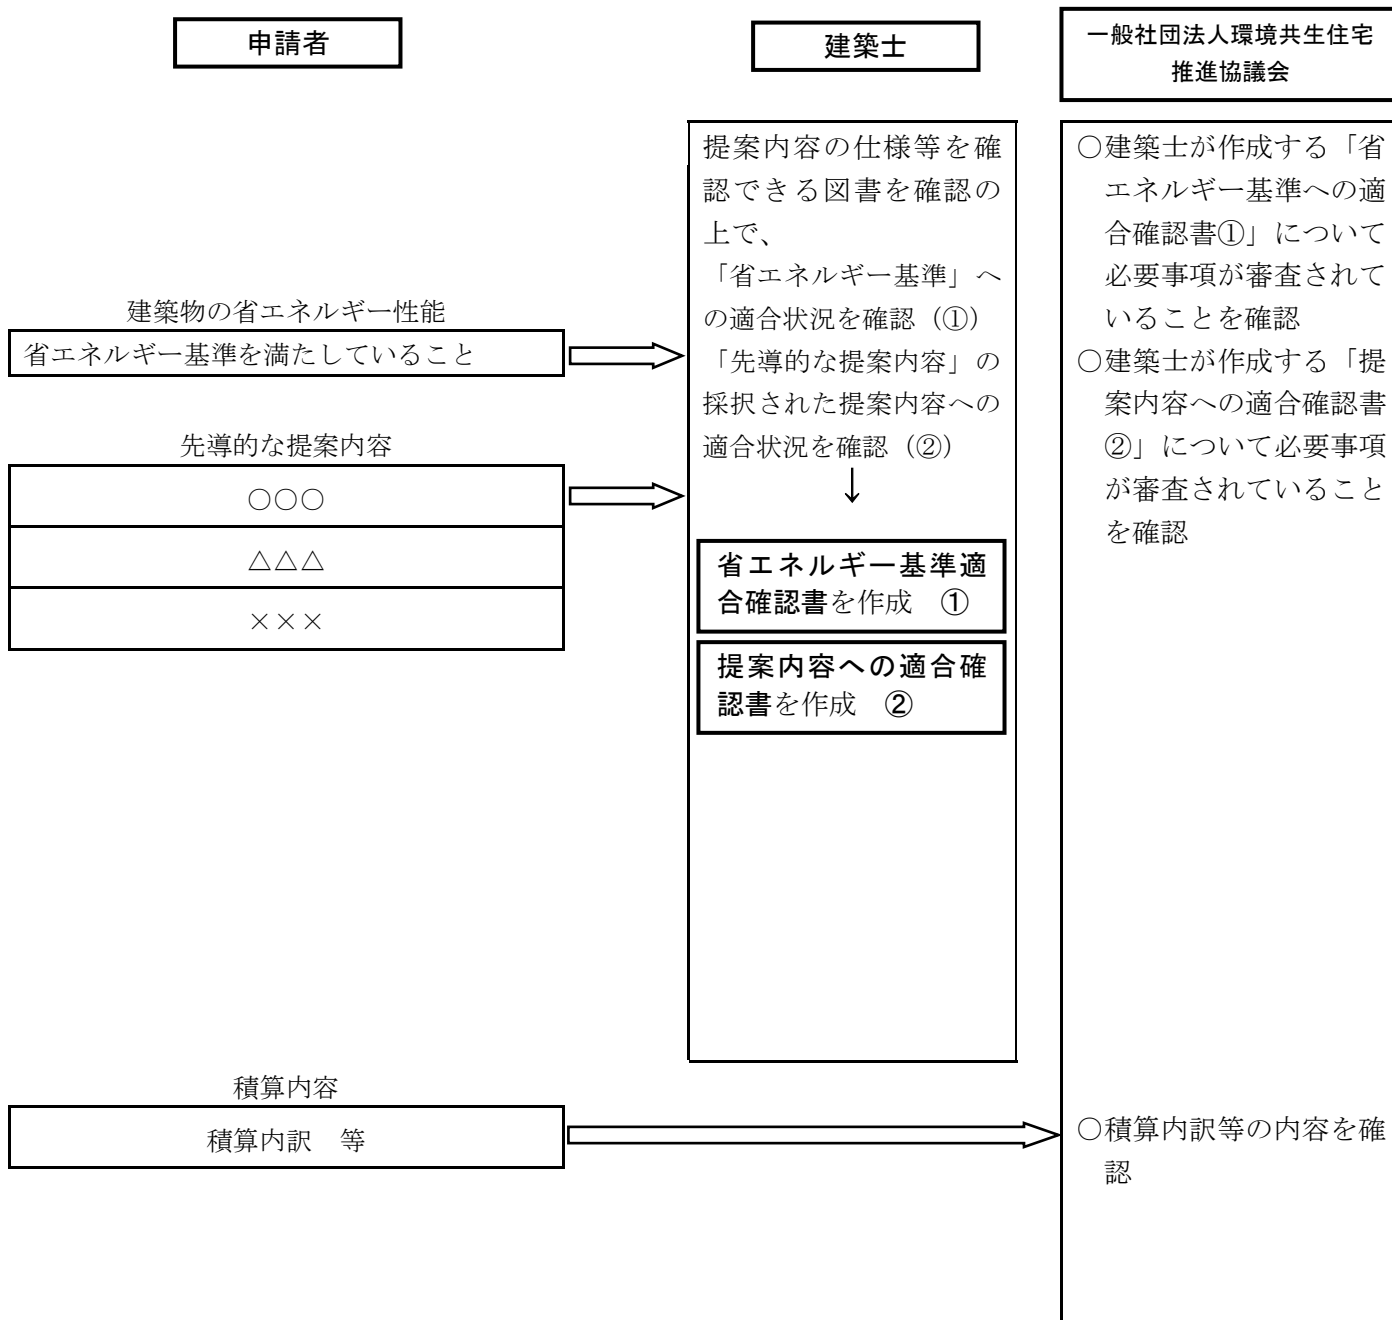 申請者
建築士
一般社団法人環境共生住宅
推進協議会
建築物の省エネルギー性能
省エネルギー基準を満たしていること
先導的な提案内容
○○○
△△△
×××
提案内容の仕様等を確
認できる図書を確認の
上で、
「省エネルギー基準」へ
の適合状況を確認（①）
「先導的な提案内容」の
採択された提案内容への
適合状況を確認（②）
↓
省エネルギー基準適
合確認書を作成　①
提案内容への適合確
認書を作成　②
○建築士が作成する「省
エネルギー基準への適
合確認書①」について
必要事項が審査されて
いることを確認
○建築士が作成する「提
案内容への適合確認書
②」について必要事項
が審査されていること
を確認
積算内容
積算内訳　等
○積算内訳等の内容を確
認